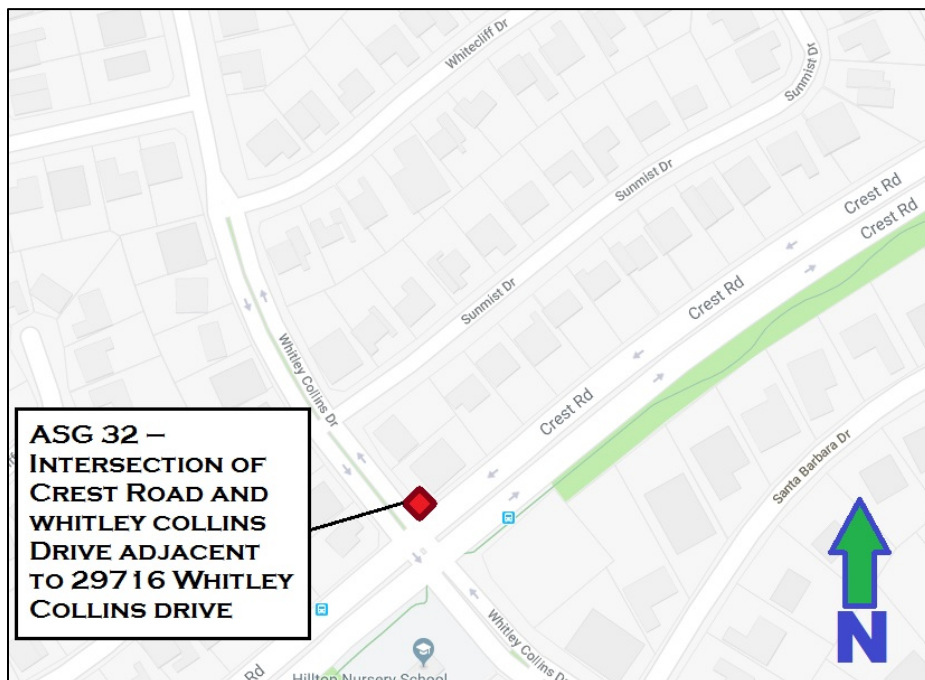 Whitecliff Dr
Sunmist Dr
Sunmist Dr
Crest Rd
Crest Rd
Crest Rd
Sunmist Dr
Whitley Collins Dr
Crest Rd
Santa Barbara Dr
ASG 32 –
INTERSECTION OF
CREST ROAD AND
WHITLEY COLLINS
DRIVE ADJACENT
TO 29716 WHITLEY
COLLINS DRIVE
N
Whitley Collins Dr
Rd
Hilltop Nursery School